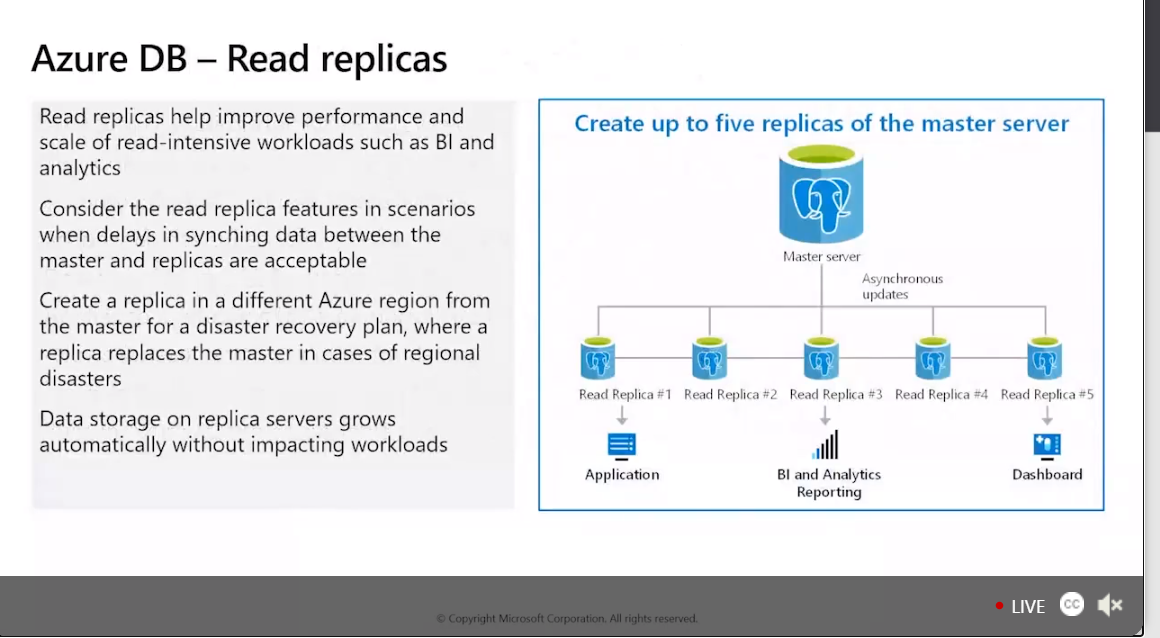 Azure DB – Read replicas
Read replicas help improve performance and
scale of read-intensive workloads such as BI and
analytics
Consider the read replica features in scenarios
when delays in synching data between the
master and replicas are acceptable
Create a replica in a different Azure region from
the master for a disaster recovery plan, where a
replica replaces the master in cases of regional
disasters
Data storage on replica servers grows
automatically without impacting workloads
Create up to five replicas of the master server
Master server
Asynchronous
updates
Read Replica #1 Read Replica #2 Read Replica #3 Read Replica #4 Read Replica #5
Application
BI and Analytics
Reporting
Dashboard
© Copyright Microsoft Corporation. All rights reserved.
LIVE CC